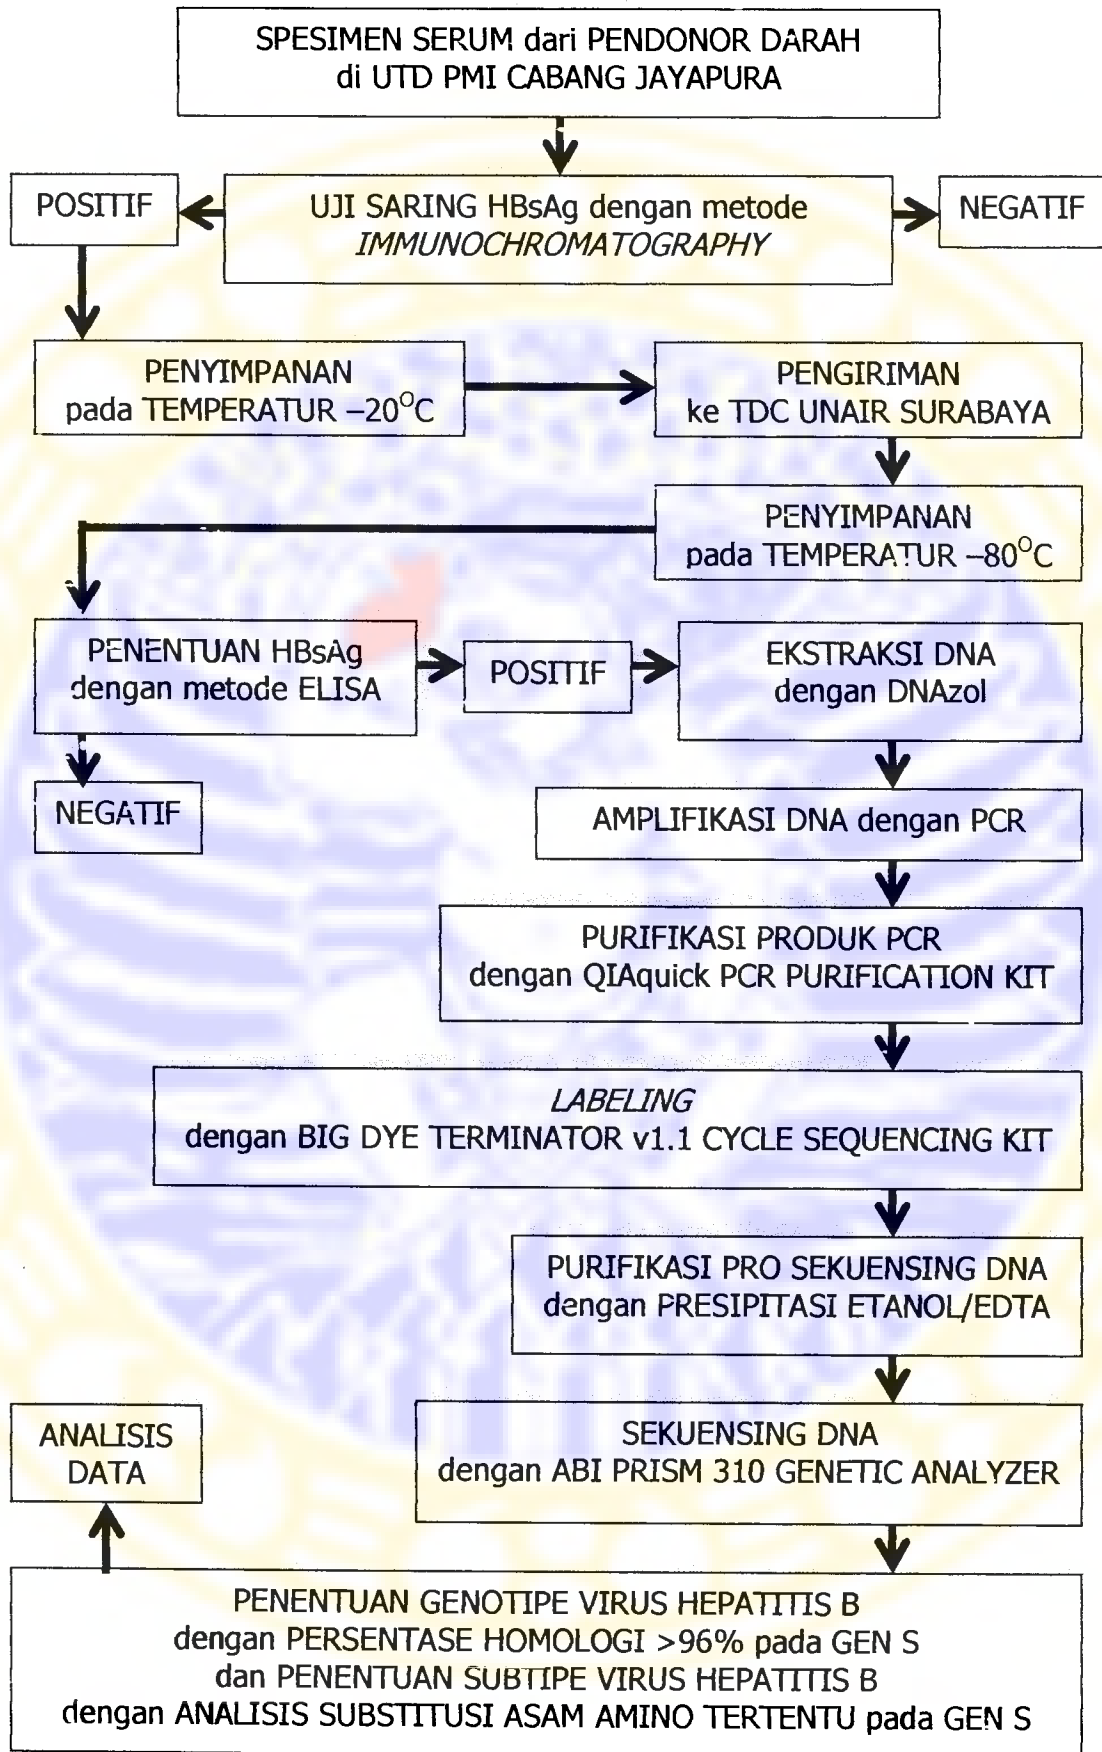 SPESIMEN SERUM dari PENDONOR DARAH
di UTD PMI CABANG JAYAPURA
POSITIF
UJI SARING HBsAg dengan metode
IMMUNOCHROMATOGRAPHY
NEGATIF
PENYIMPANAN
pada TEMPERATUR –20°C
PENGIRIMAN
ke TDC UNAIR SURABAYA
PENYIMPANAN
pada TEMPERATUR –80°C
PENENTUAN HBsAg
dengan metode ELISA
POSITIF
EKSTRAKSI DNA
dengan DNAzol
NEGATIF
AMPLIFIKASI DNA dengan PCR
PURIFIKASI PRODUK PCR
dengan QIAquick PCR PURIFICATION KIT
LABELING
dengan BIG DYE TERMINATOR v1.1 CYCLE SEQUENCING KIT
PURIFIKASI PRO SEKUENSING DNA
dengan PRESIPITASI ETANOL/EDTA
SEKUENSING DNA
dengan ABI PRISM 310 GENETIC ANALYZER
ANALISIS
DATA
PENENTUAN GENOTIPE VIRUS HEPATITIS B
dengan PERSENTASE HOMOLOGI >96% pada GEN S
dan PENENTUAN SUBTIPE VIRUS HEPATITIS B
dengan ANALISIS SUBSTITUSI ASAM AMINO TERTENTU pada GEN S